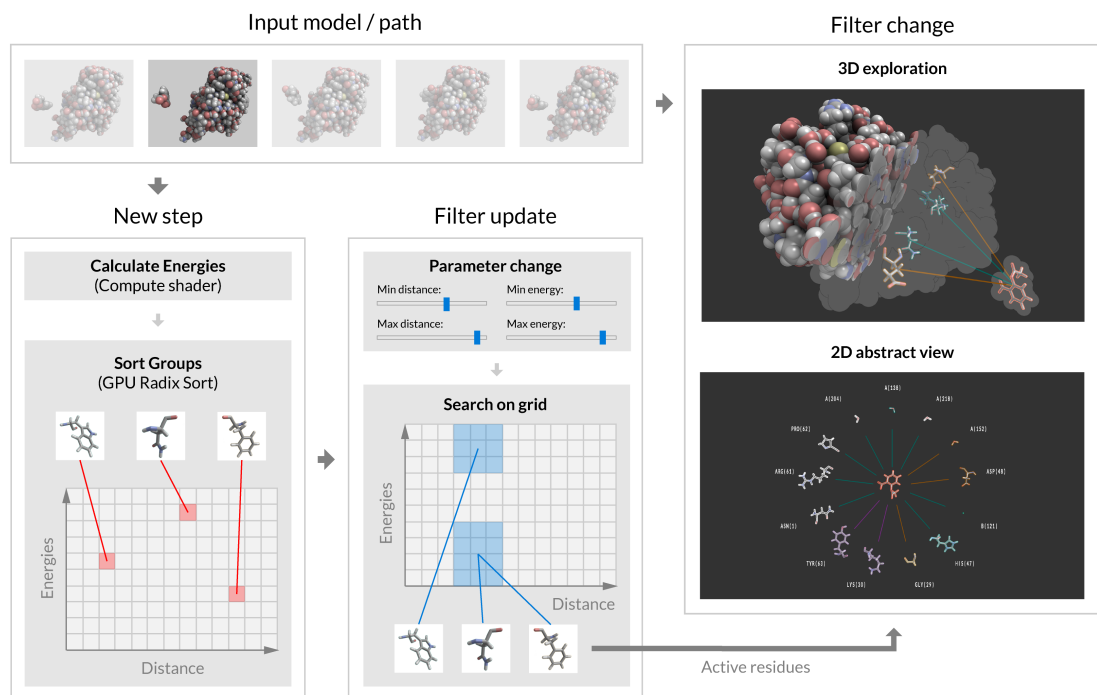 Input model / path
New step
Calculate Energies
(Compute shader)
Sort Groups
(GPU Radix Sort)
Energies
Distance
Filter update
Parameter change
Min distance:
Min energy:
Max distance:
Max energy:
Search on grid
Energies
Distance
Active residues
Filter change
3D exploration
2D abstract view
A(138)
A(204)
A(210)
PRO(62)
A(152)
ARG(61)
ASP(48)
ASN(1)
B(121)
TYR(63)
HIS(47)
LYS(30)
GLY(29)